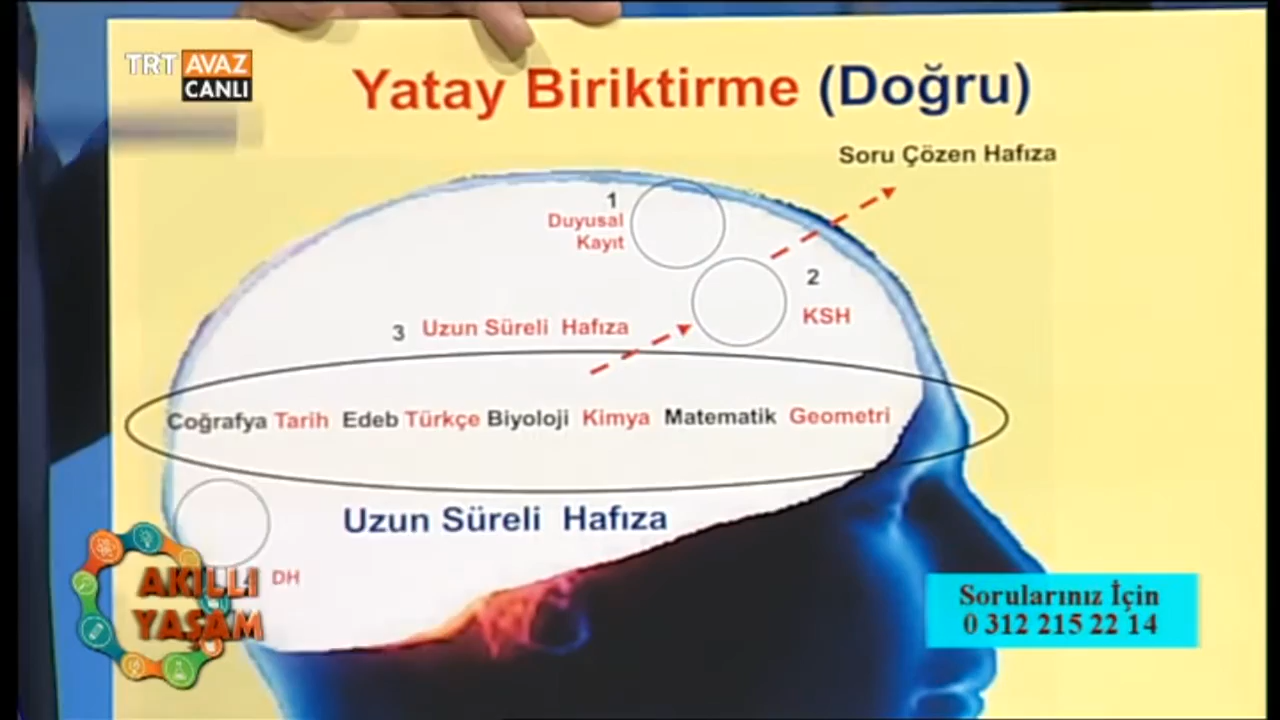 TRT AVAZ
CANLI
Yatay Biriktirme (Doğru)
Soru Çözen Hafıza
1
Duyusal
Kayıt
2
KSH
3 Uzun Süreli Hafıza
Coğrafya Tarih Edeb Türkçe Biyoloji Kimya Matematik Geometri
Uzun Süreli Hafıza
DH
AKILLI
YAŞAM
Sorularınız İçin
0 312 215 22 14